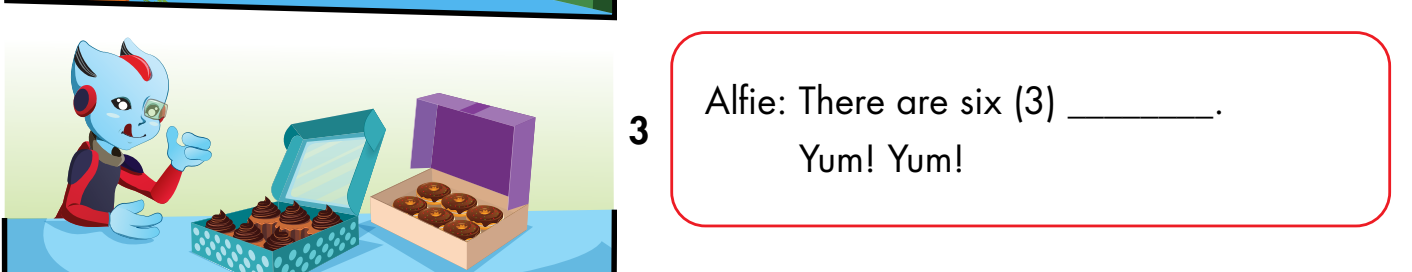 3
Alfie: There are six (3) ________.
Yum! Yum!